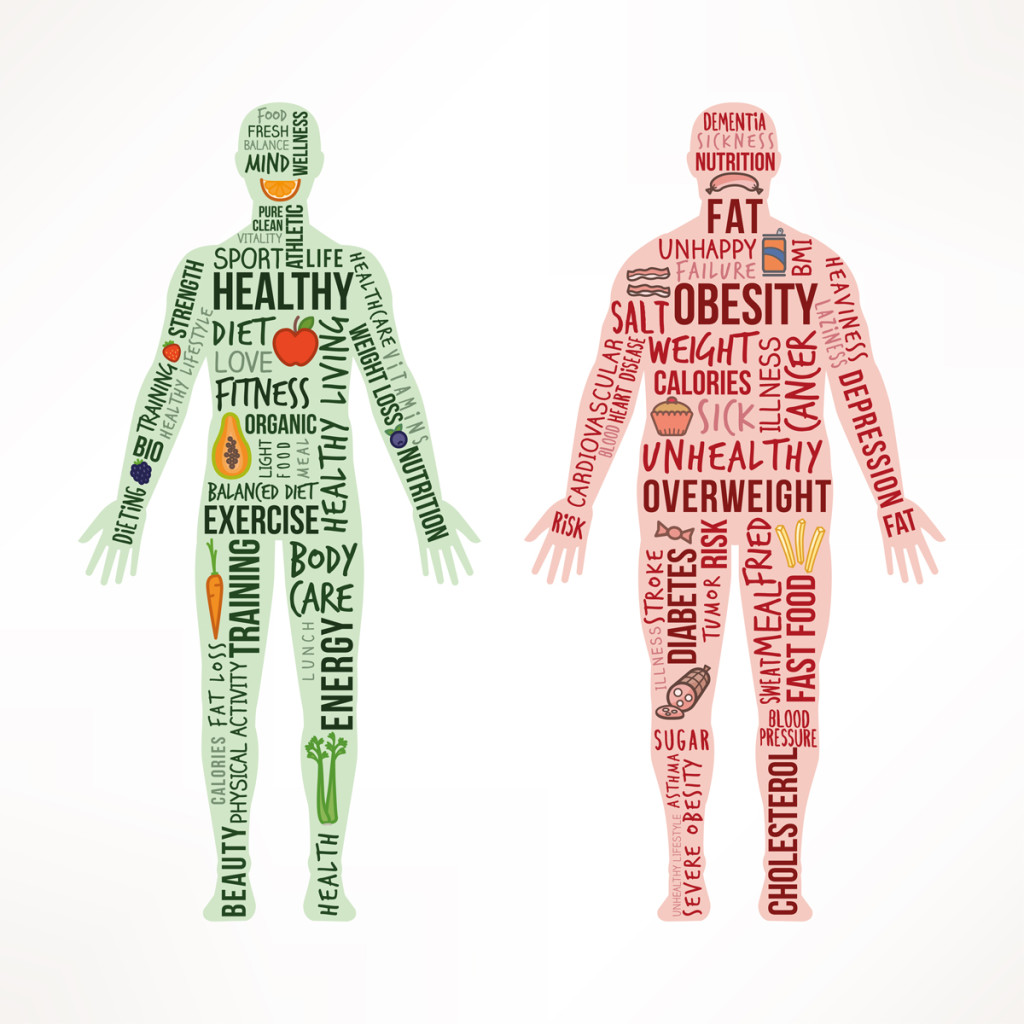 FOOD
FRESH
BALANCE
MIND
WELLNESS
PURE
CLEAN
VITALITY
ATHLETIC
SPORT
LIFE
HEALTHY
STRENGTH
HEALTHCARE
DIET
LOVE
HEALTHY LIVING
HEALTHY LIFESTYLE
WEIGHT LOSS
VITAMINS
FITNESS
TRAINING
ORGANIC
LIGHT
FOOD
MEAL
BIO
NUTRITION
DIETING
BALANCED DIET
EXERCISE
TRAINING
BODY
CARE
LUNCH
ENERGY
FAT LOSS
CALORIES
PHYSICAL ACTIVITY
BEAUTY
HEALTH
DEMENTIA
SICKNESS
NUTRITION
FAT
UNHAPPY
FAILURE
BMI
HEAVINESS
LAZINESS
OBESITY
SALT
WEIGHT
CALORIES
ILLNESS
CANCER
CARDIOVASCULAR
HEART DISEASE
BLOOD
SICK
DEPRESSION
UNHEALTHY
OVERWEIGHT
RISK
FAT
STROKE
ILLNESS
DIABETES
RISK
TUMOR
FRIED
MEAL
SWEAT
FAST FOOD
SUGAR
BLOOD
PRESSURE
ASTHMA
UNHEALTHY LIFESTYLE
SEVERE OBESITY
CHOLESTEROL